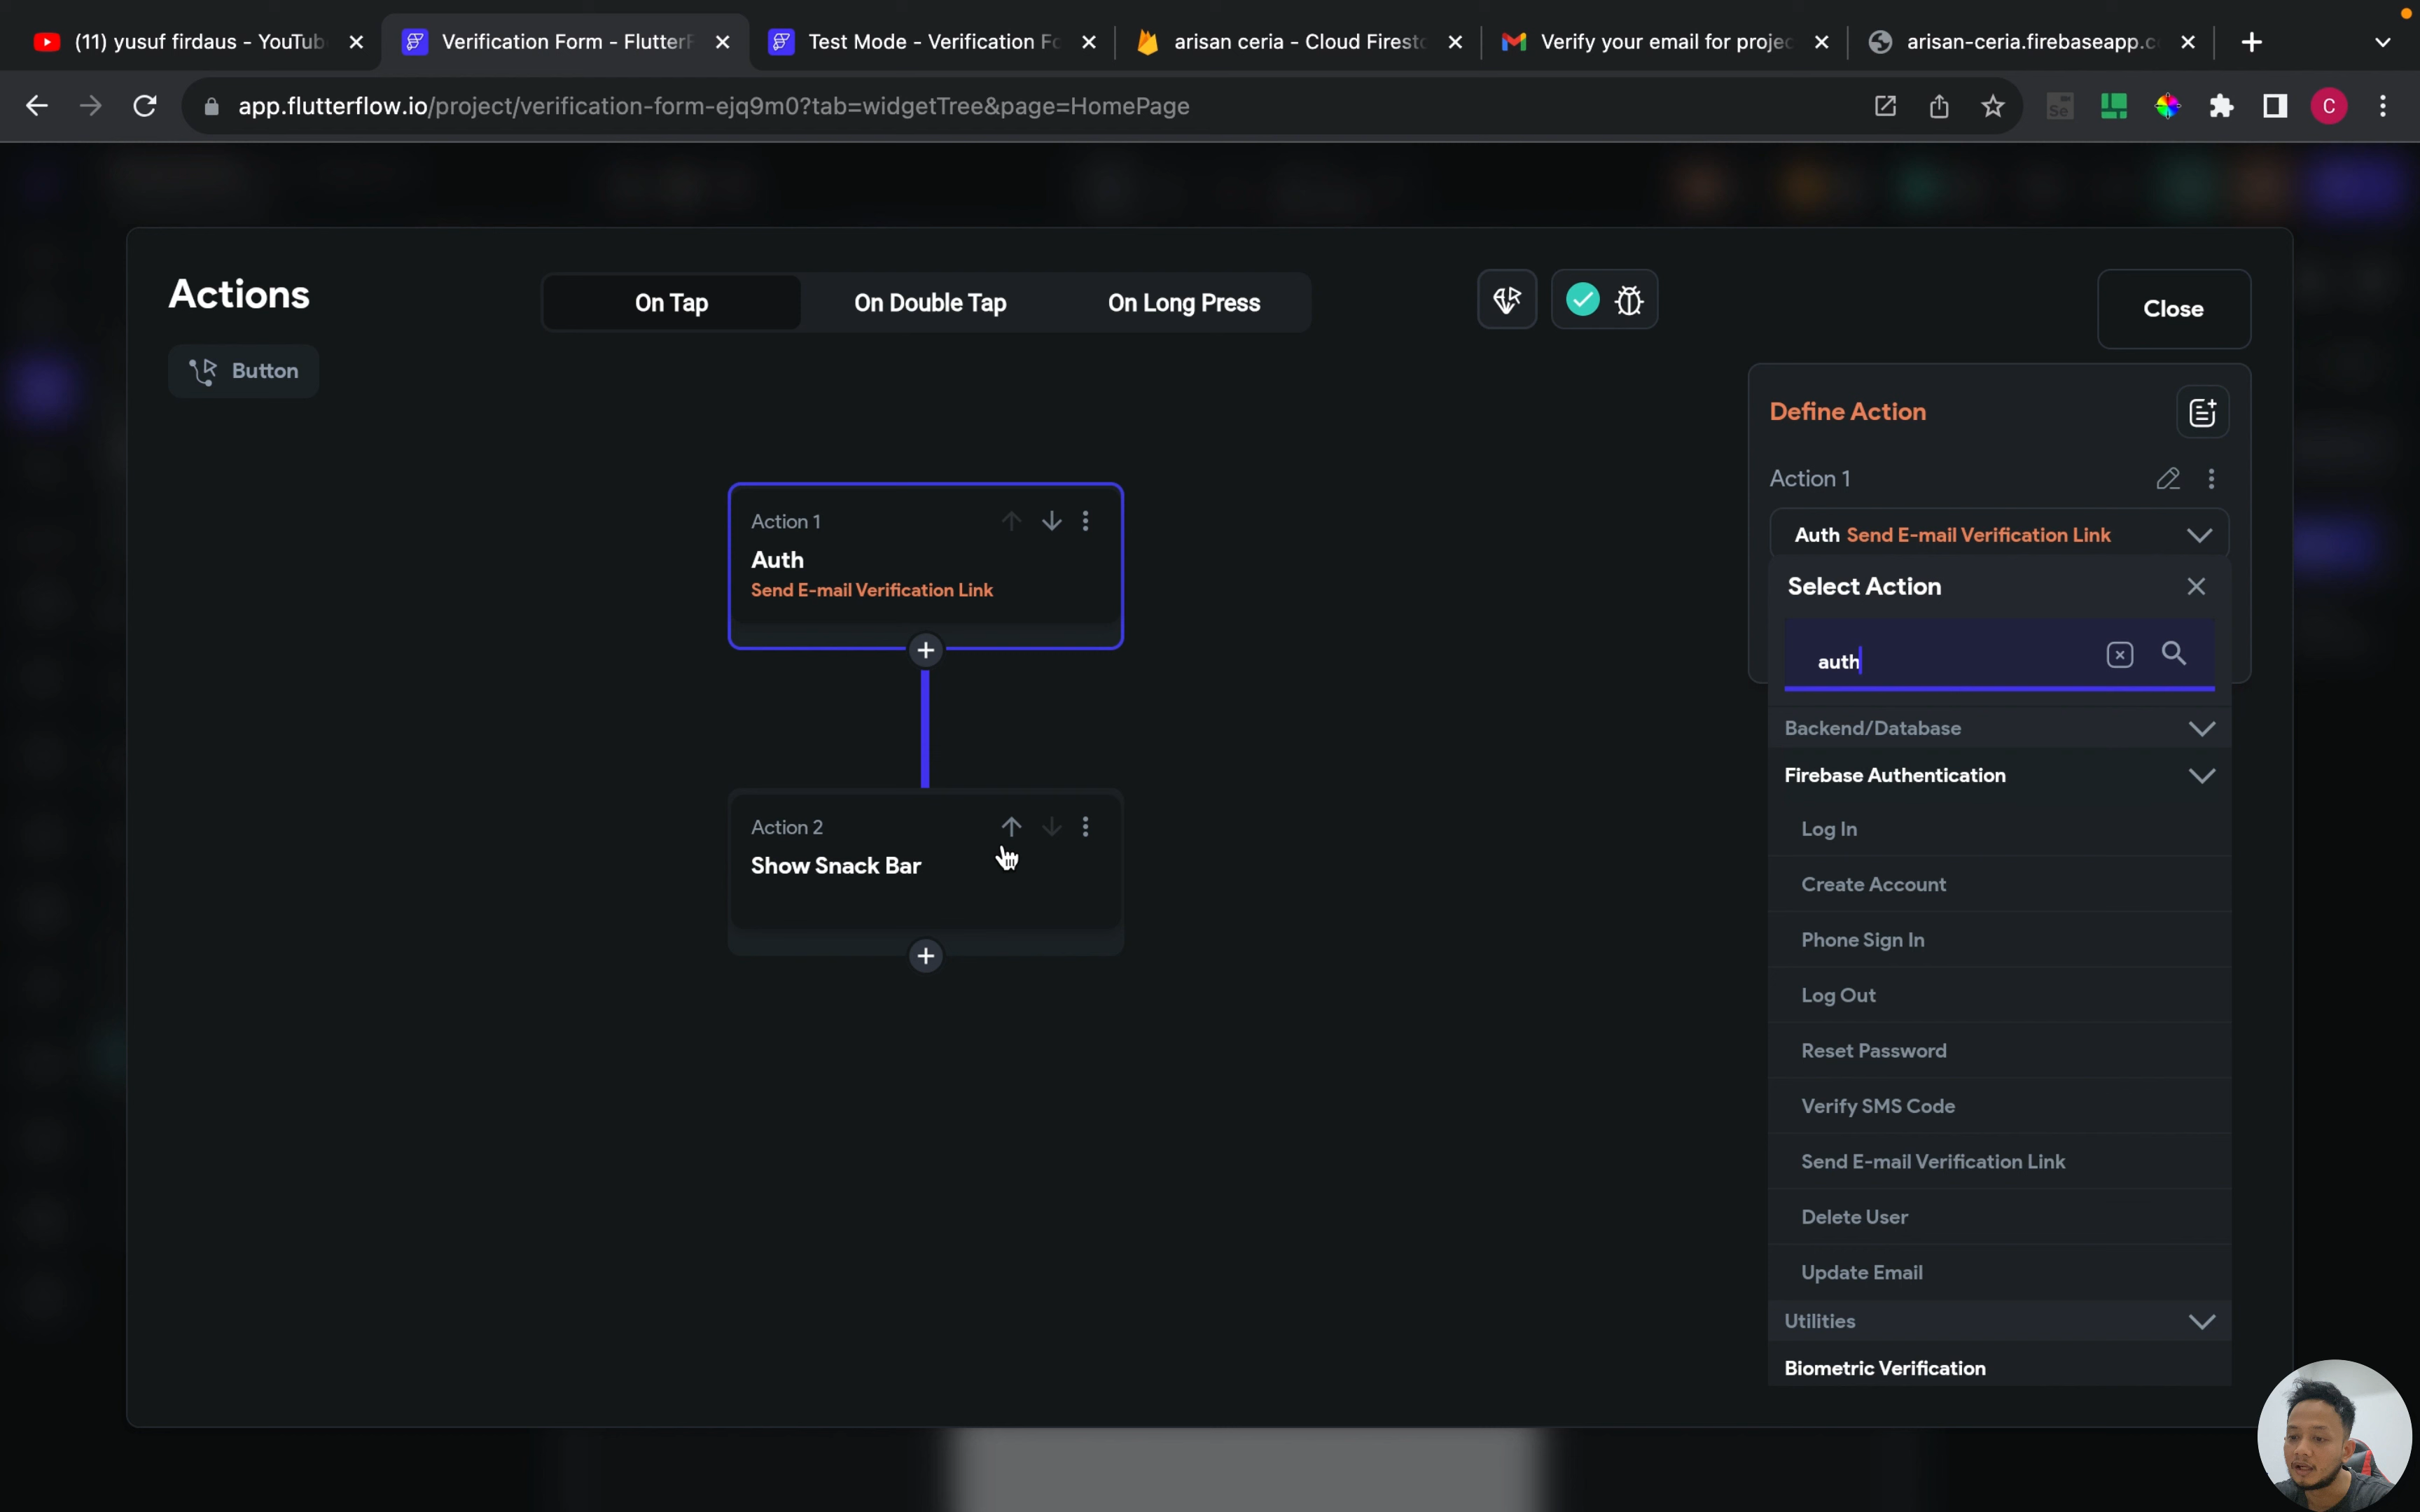 (11) yusuf firdaus - YouTub
Verification Form - FlutterF
Test Mode - Verification Fo
arisan ceria - Cloud Firesto
Verify your email for projec
arisan-ceria.firebaseapp.c
app.flutterflow.io/project/verification-form-ejq9m0?tab=widgetTree&page=HomePage
Se
C
Actions
On Tap
On Double Tap
On Long Press
Close
Button
Define Action
Action 1
Auth Send E-mail Verification Link
Select Action
auth
Backend/Database
Firebase Authentication
Log In
Create Account
Phone Sign In
Log Out
Reset Password
Verify SMS Code
Send E-mail Verification Link
Delete User
Update Email
Utilities
Biometric Verification
Action 1
Auth
Send E-mail Verification Link
Action 2
Show Snack Bar